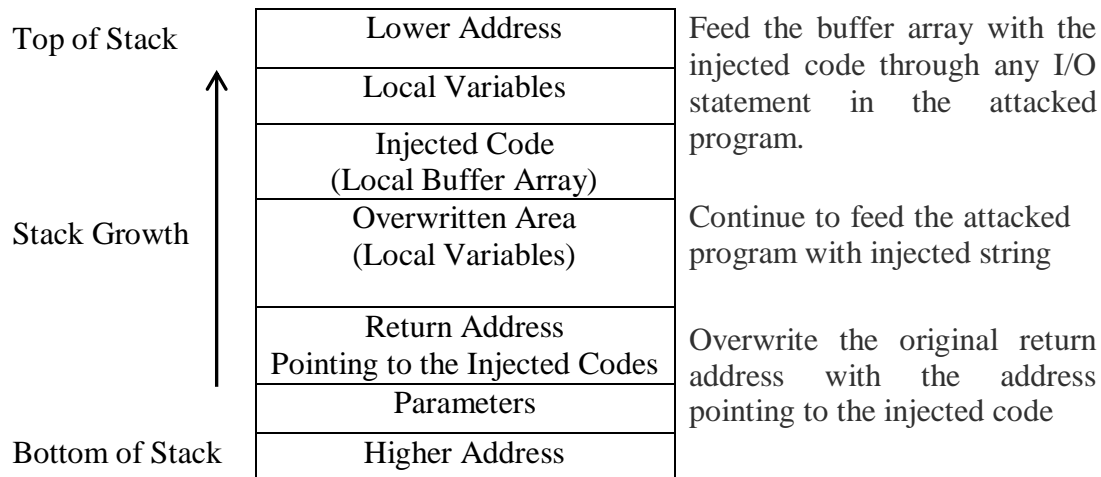 Top of Stack
Stack Growth
Bottom of Stack
Lower Address
Local Variables
Injected Code
(Local Buffer Array)
Overwritten Area
(Local Variables)
Return Address
Pointing to the Injected Codes
Parameters
Higher Address
Feed the buffer array with the
injected code through any I/O
statement in the attacked
program.
Continue to feed the attacked
program with injected string
Overwrite the original return
address with the address
pointing to the injected code